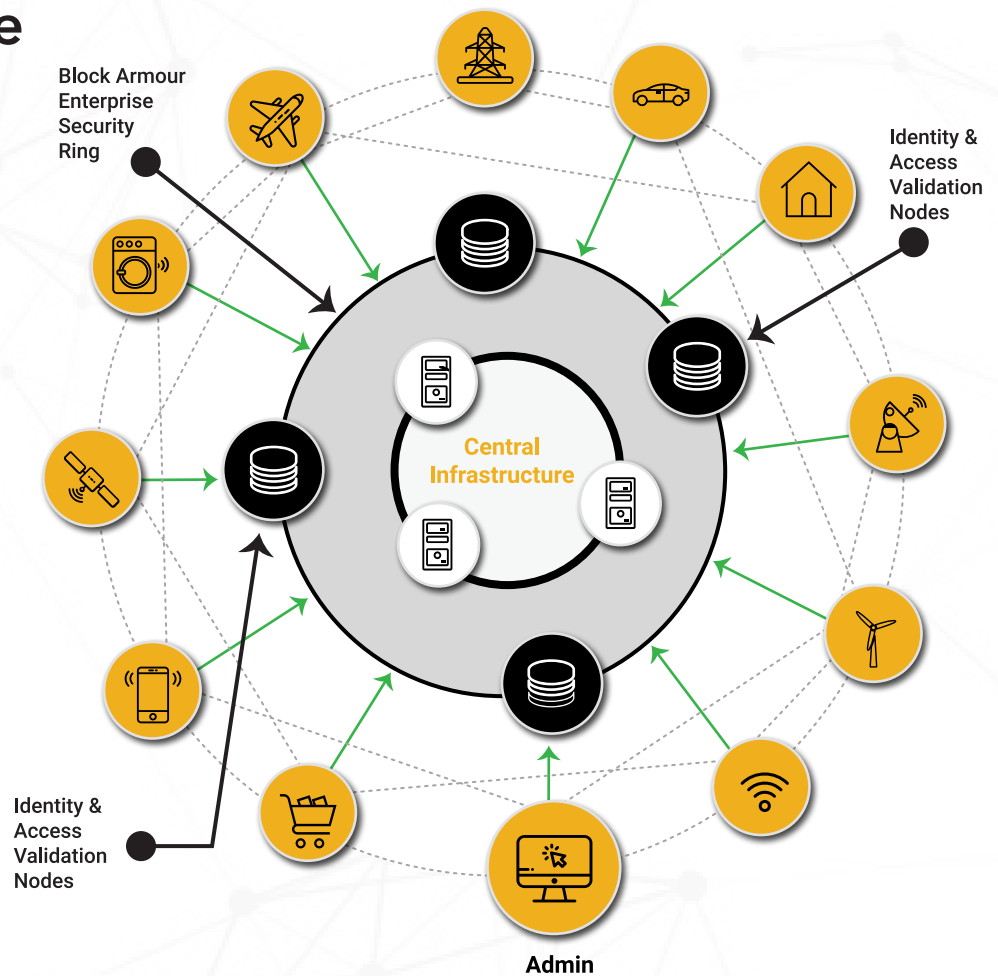 e
Block Armour
Enterprise
Security
Ring
Identity &
Access
Validation
Nodes
Central
Infrastructure
Identity &
Access
Validation
Nodes
Admin